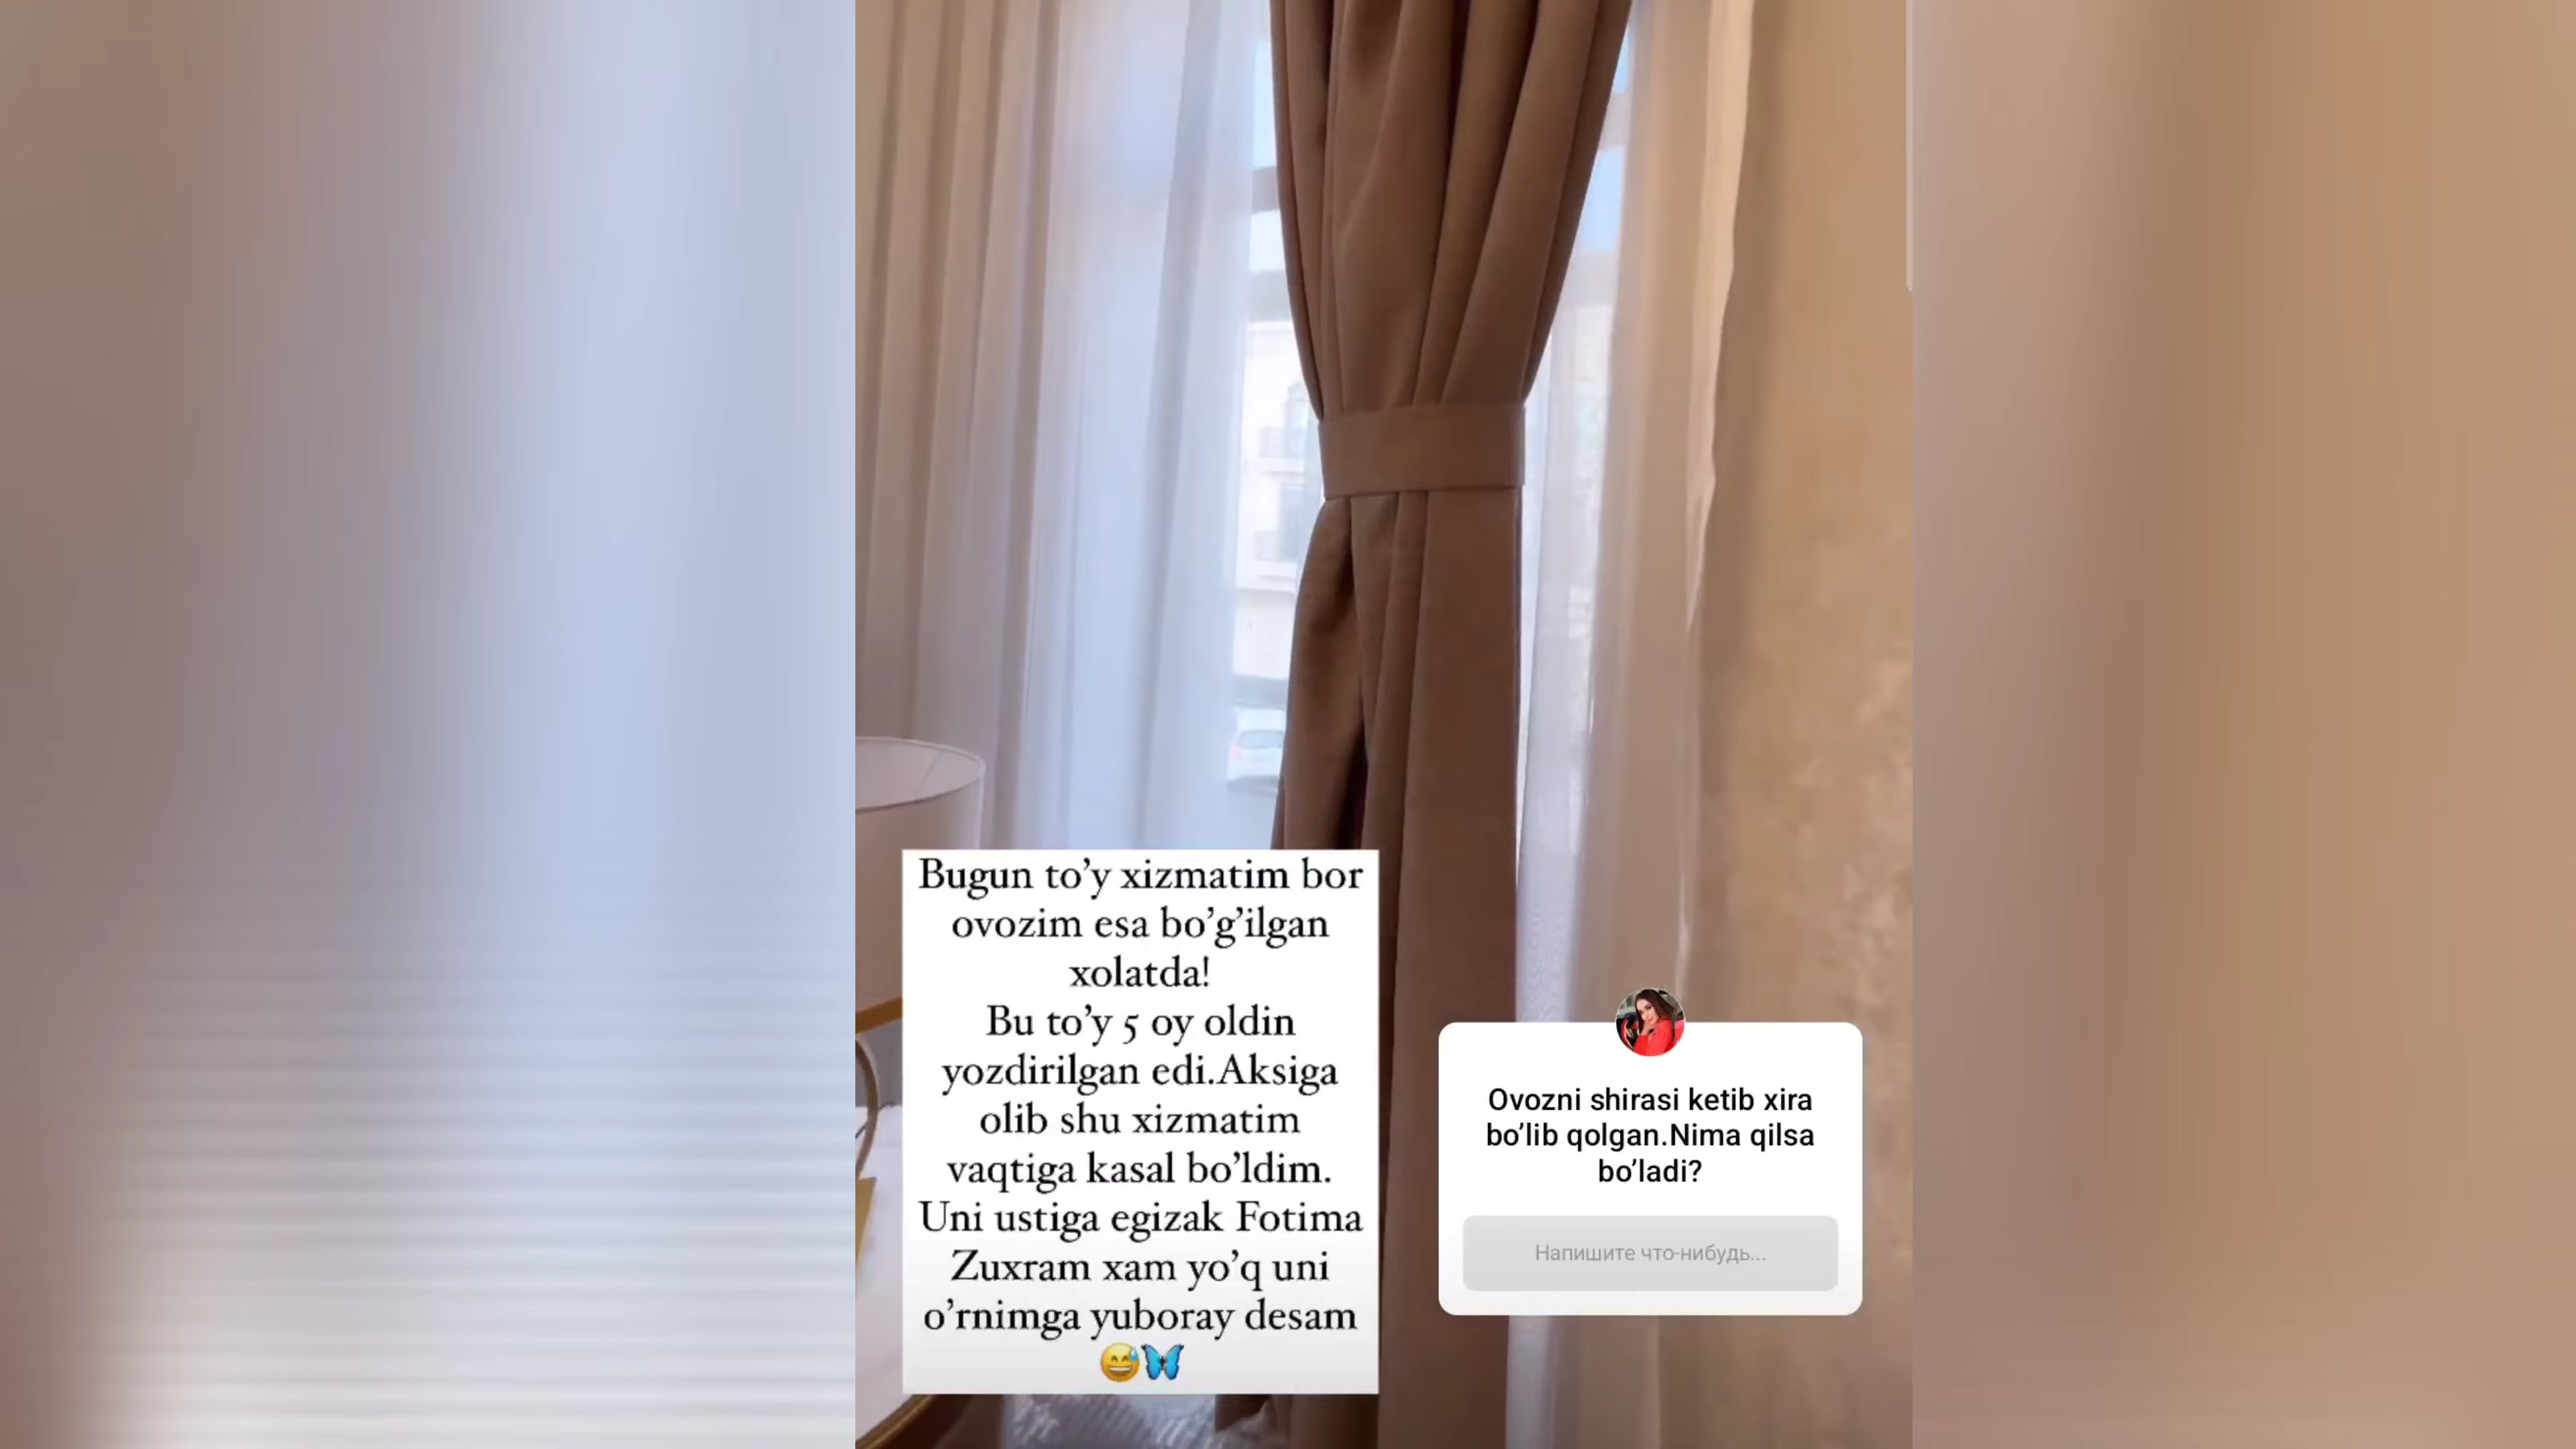 Bugun to’y xizmatim bor
ovozim esa bo’g’ilgan
xolatda!
Bu to’y 5 oy oldin
yozdirilgan edi.Aksiga
olib shu xizmatim
vaqtiga kasal bo’ldim.
Uni ustiga egizak Fotima
Zuxram xam yo’q uni
o’rnimga yuboray desam
😅🦋
Ovozni shirasi ketib xira
bo’lib qolgan.Nima qilsa
bo’ladi?
Напишите что-нибудь...